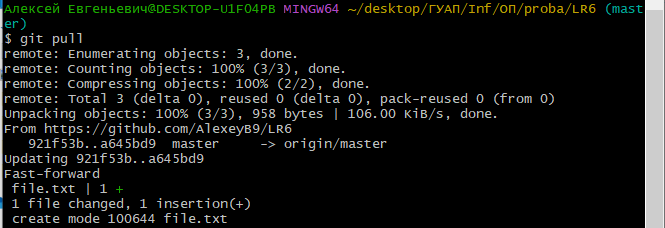 Алексей Евгеньевич@DESKTOP-U1FO4PB MINGW64 ~/desktop/ГУАП/Inf/ОП/proba/LR6 (mast
er)
$ git pull
remote: Enumerating objects: 3, done.
remote: Counting objects: 100% (3/3), done.
remote: Compressing objects: 100% (2/2), done.
remote: Total 3 (delta 0), reused 0 (delta 0), pack-reused 0 (from 0)
Unpacking objects: 100% (3/3), 958 bytes | 106.00 KiB/s, done.
From https://github.com/AlexeyB9/LR6
   921f53b..a645bd9  master     -> origin/master
Updating 921f53b..a645bd9
Fast-forward
 file.txt | 1 +
 1 file changed, 1 insertion(+)
 create mode 100644 file.txt